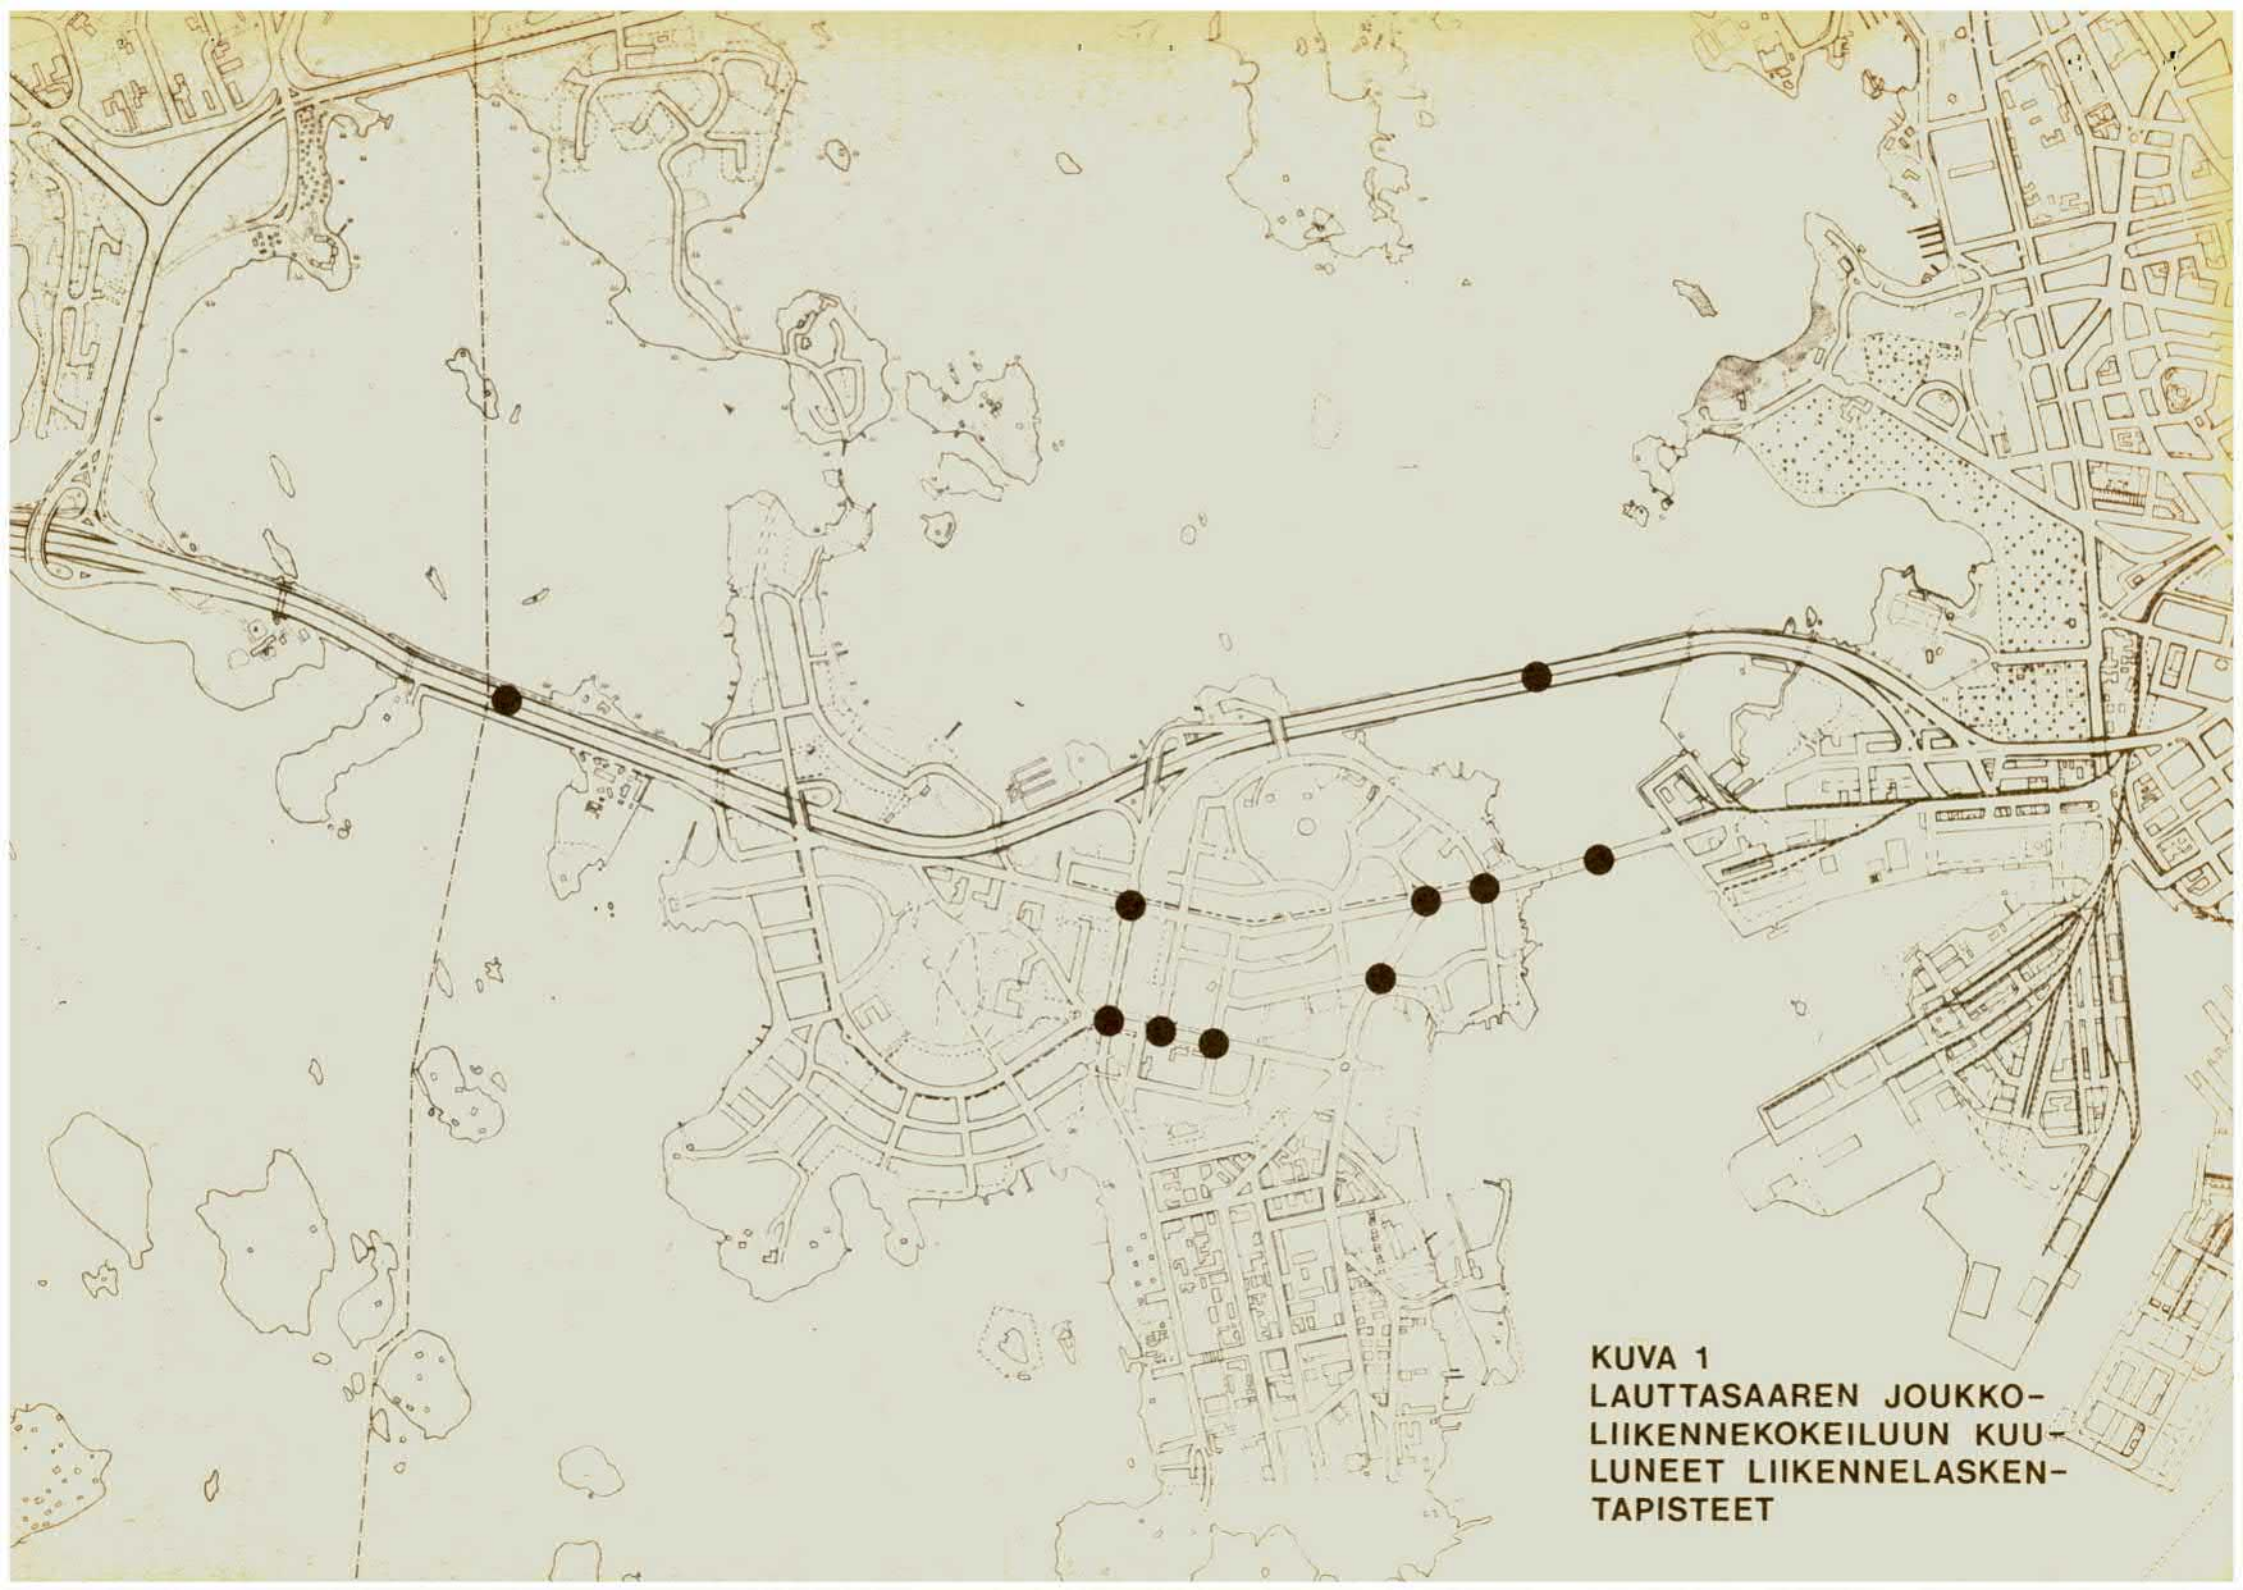 KUVA 1
LAUTTASAAREN JOUKKO-
LIIKENNEKOKEILUUN KUU-
LUNEET LIIKENNELASKEN-
TAPISTEET